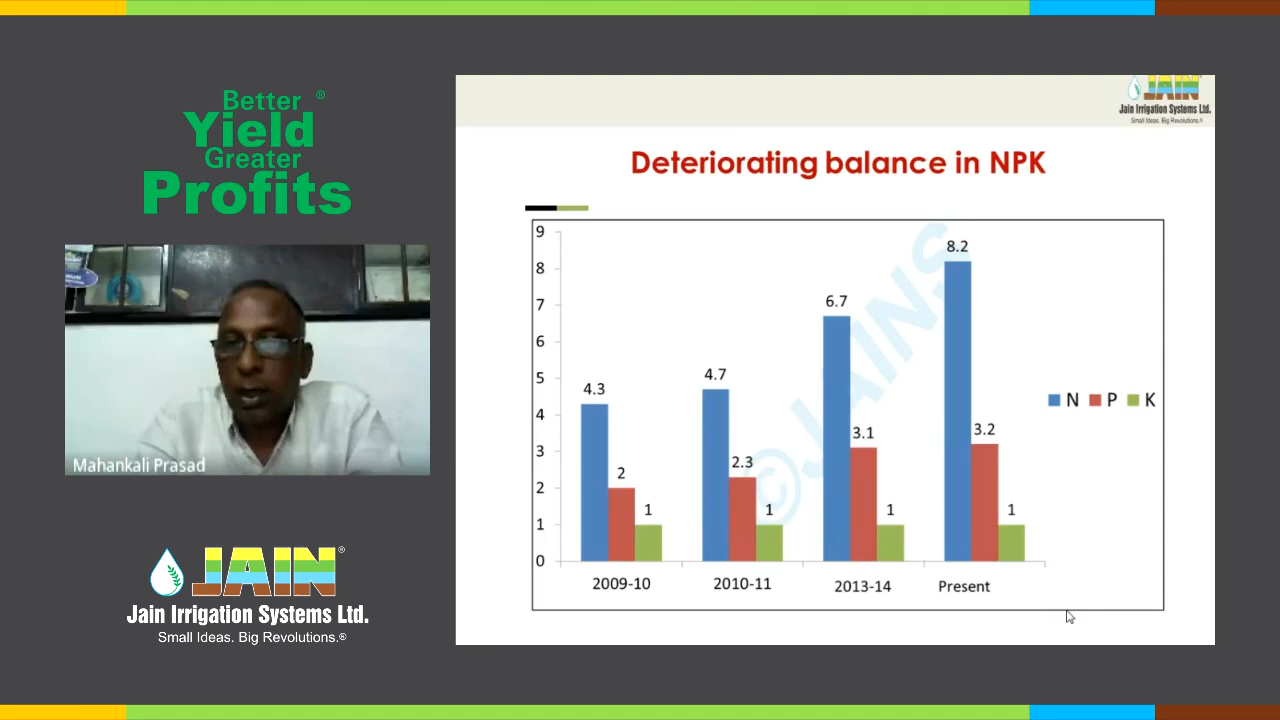 Better ®
Yield
Greater
Profits
Mahankali Prasad
JAIN®
Jain Irrigation Systems Ltd.
Small Ideas. Big Revolutions.®
JAIN
Jain Irrigation Systems Ltd.
Small Ideas. Big Revolutions.®
Deteriorating balance in NPK
9
8
7
6
5
4
3
2
1
0
4.3
2
1
4.7
2.3
1
6.7
3.1
1
8.2
3.2
1
2009-10
2010-11
2013-14
Present
N P K
©JAINS